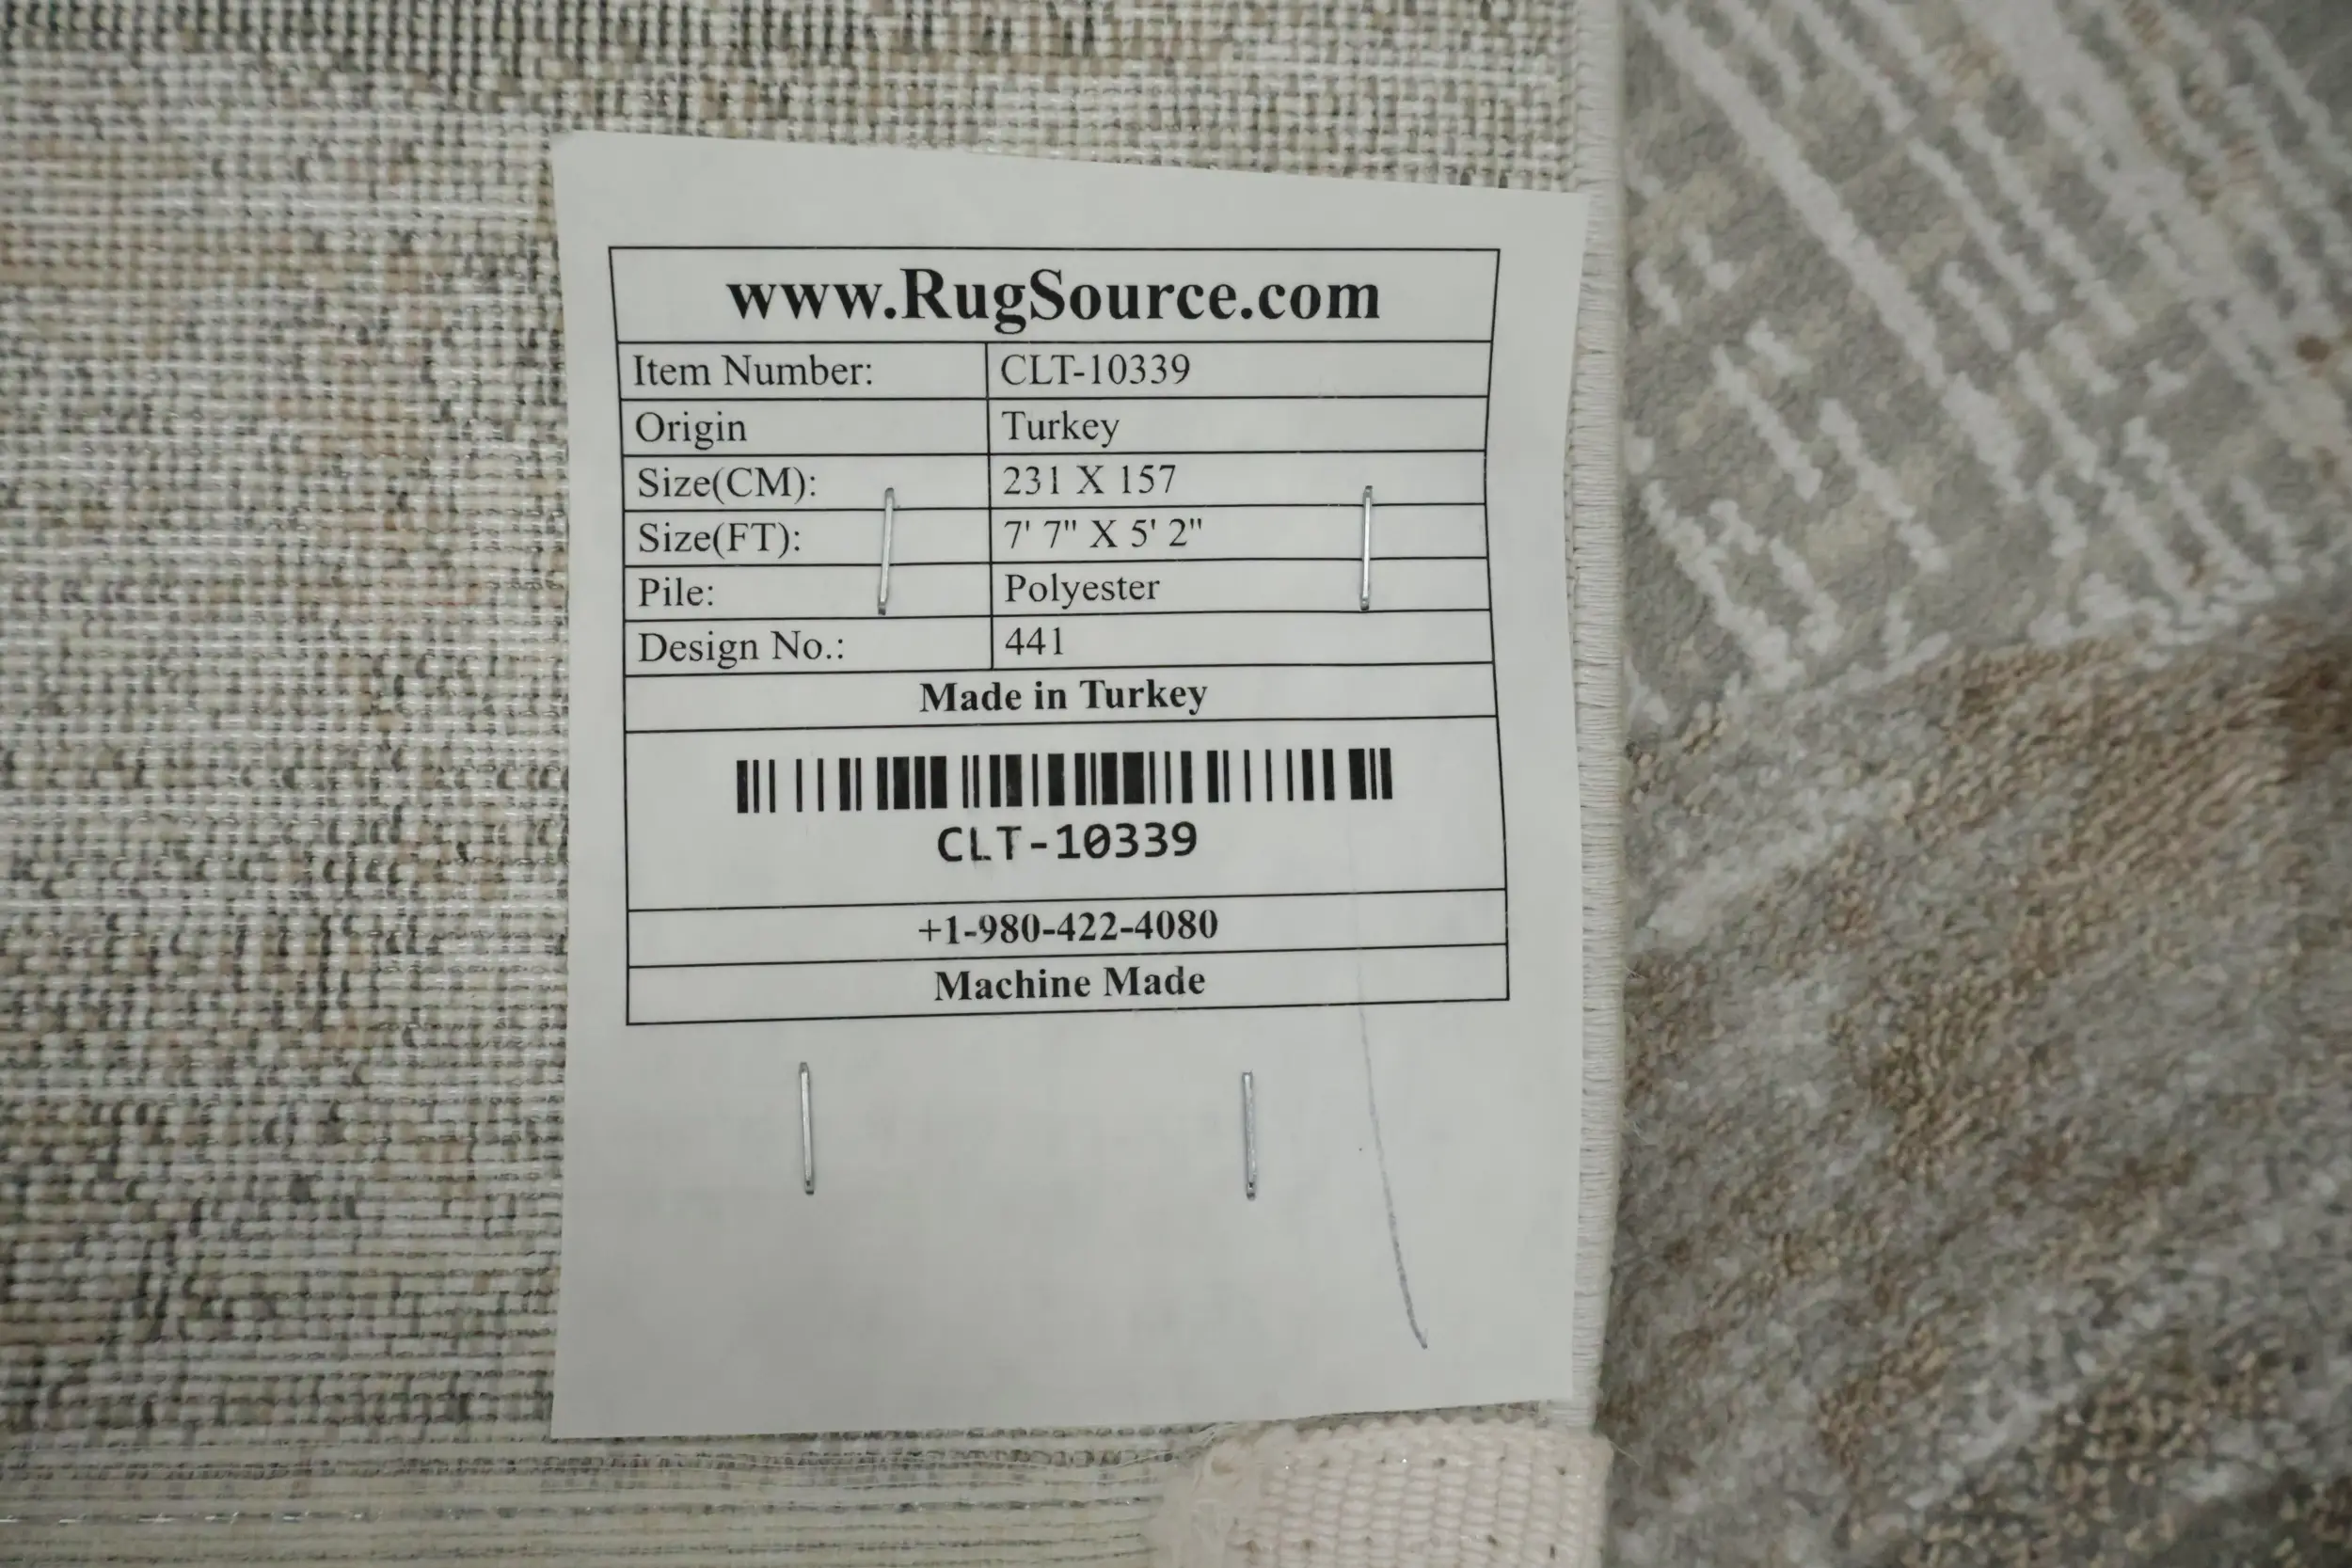 www.RugSource.com
Item Number: CLT-10339
Origin Turkey
Size(CM): 231 X 157
Size(FT): 7' 7" X 5' 2"
Pile: Polyester
Design No.: 441
Made in Turkey
CLT-10339
+1-980-422-4080
Machine Made